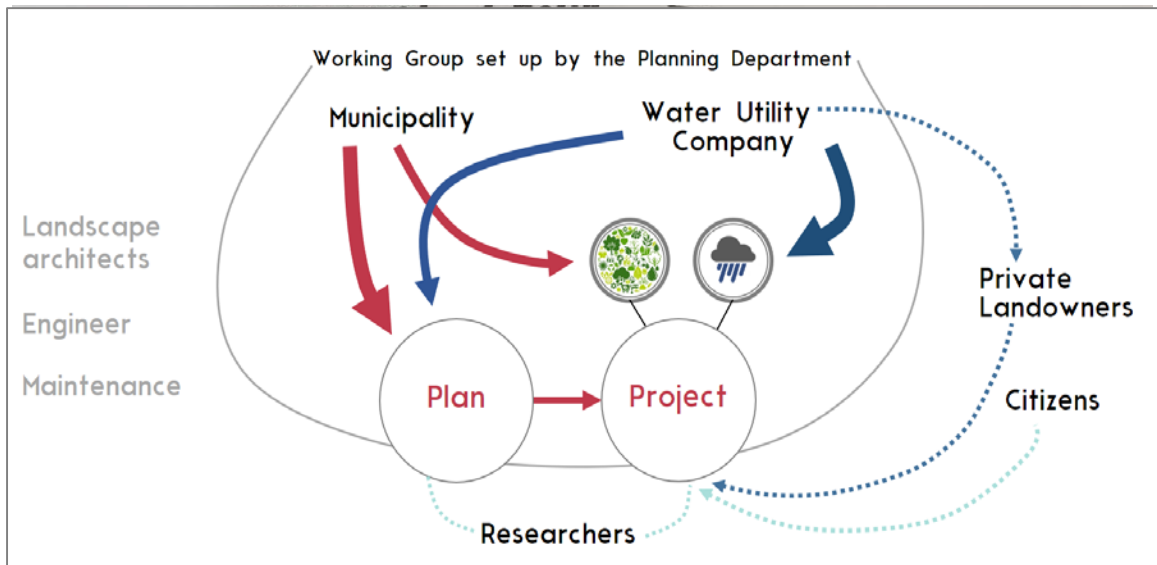 Working Group set up by the Planning Department
Municipality
Water Utility
Company
Landscape
architects
Engineer
Maintenance
Private
Landowners
Citizens
Plan
Project
Researchers